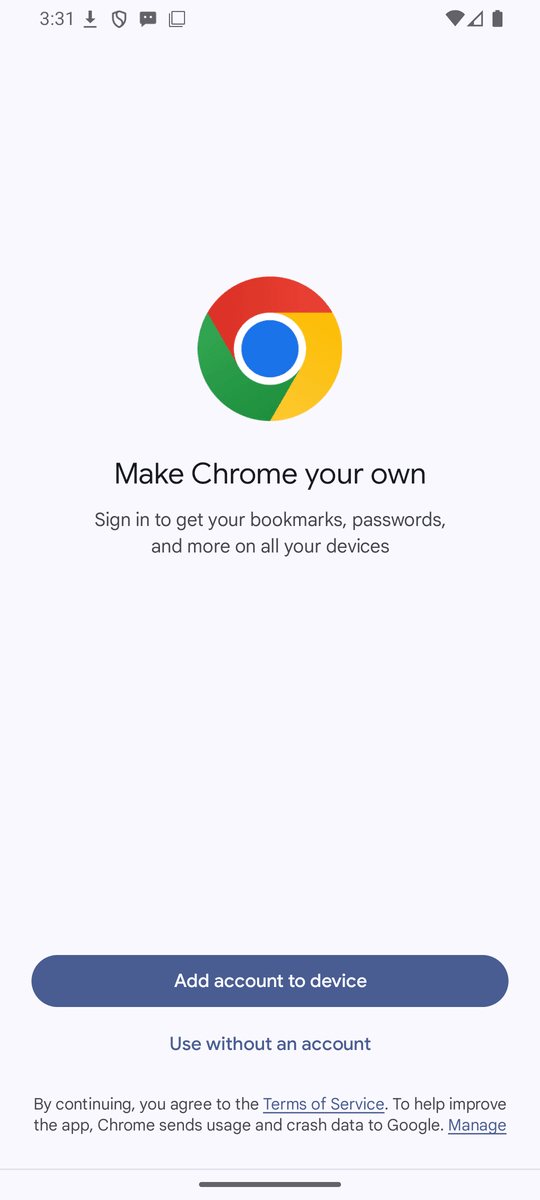 3:31
Make Chrome your own
Sign in to get your bookmarks, passwords,
and more on all your devices
Add account to device
Use without an account
By continuing, you agree to the Terms of Service. To help improve
the app, Chrome sends usage and crash data to Google. Manage